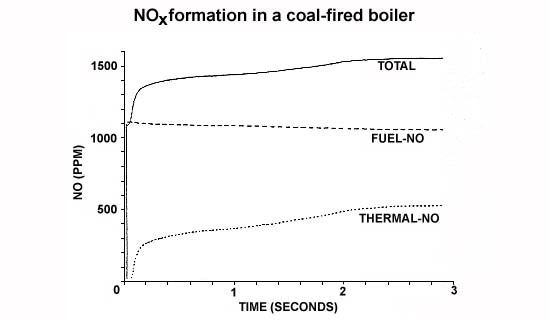 NOx formation in a coal-fired boiler
1500
TOTAL
1000
FUEL-NO
NO (PPM)
500
THERMAL-NO
0
1
2
3
TIME (SECONDS)